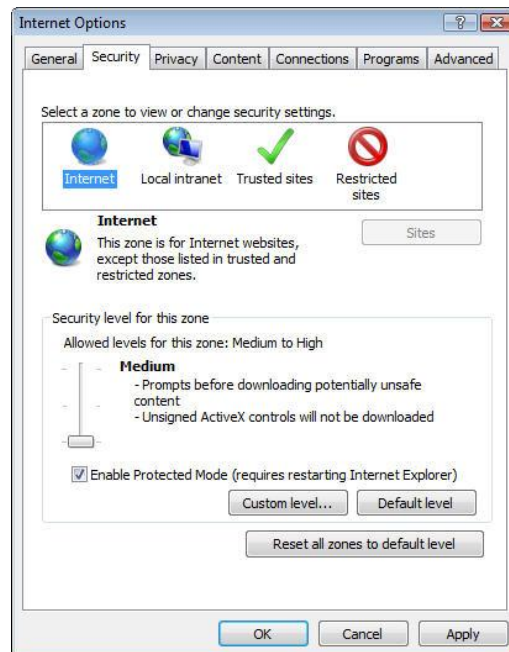 Internet Options
General Security Privacy Content Connections Programs Advanced
Select a zone to view or change security settings.
Internet Local intranet Trusted sites Restricted
sites
Internet
Sites
This zone is for Internet websites,
except those listed in trusted and
restricted zones.
Security level for this zone
Allowed levels for this zone: Medium to High
Medium
- Prompts before downloading potentially unsafe
content
- Unsigned ActiveX controls will not be downloaded
Enable Protected Mode (requires restarting Internet Explorer)
Custom level... Default level
Reset all zones to default level
OK Cancel Apply